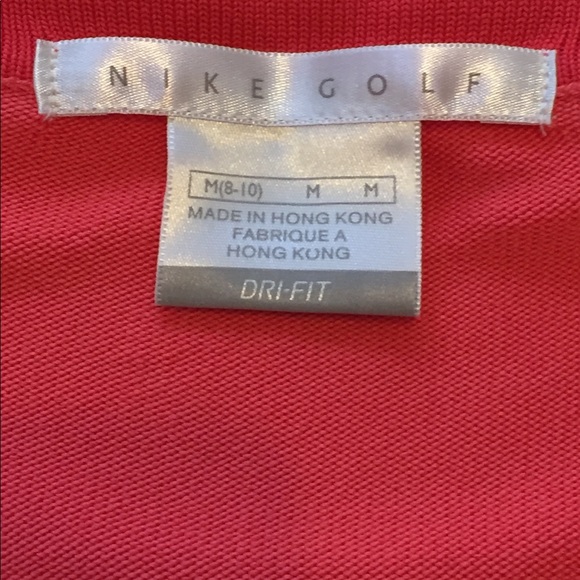 NIKE GOLF
M(8-10) M M
MADE IN HONG KONG
FABRIQUE A
HONG KONG
DRI-FIT